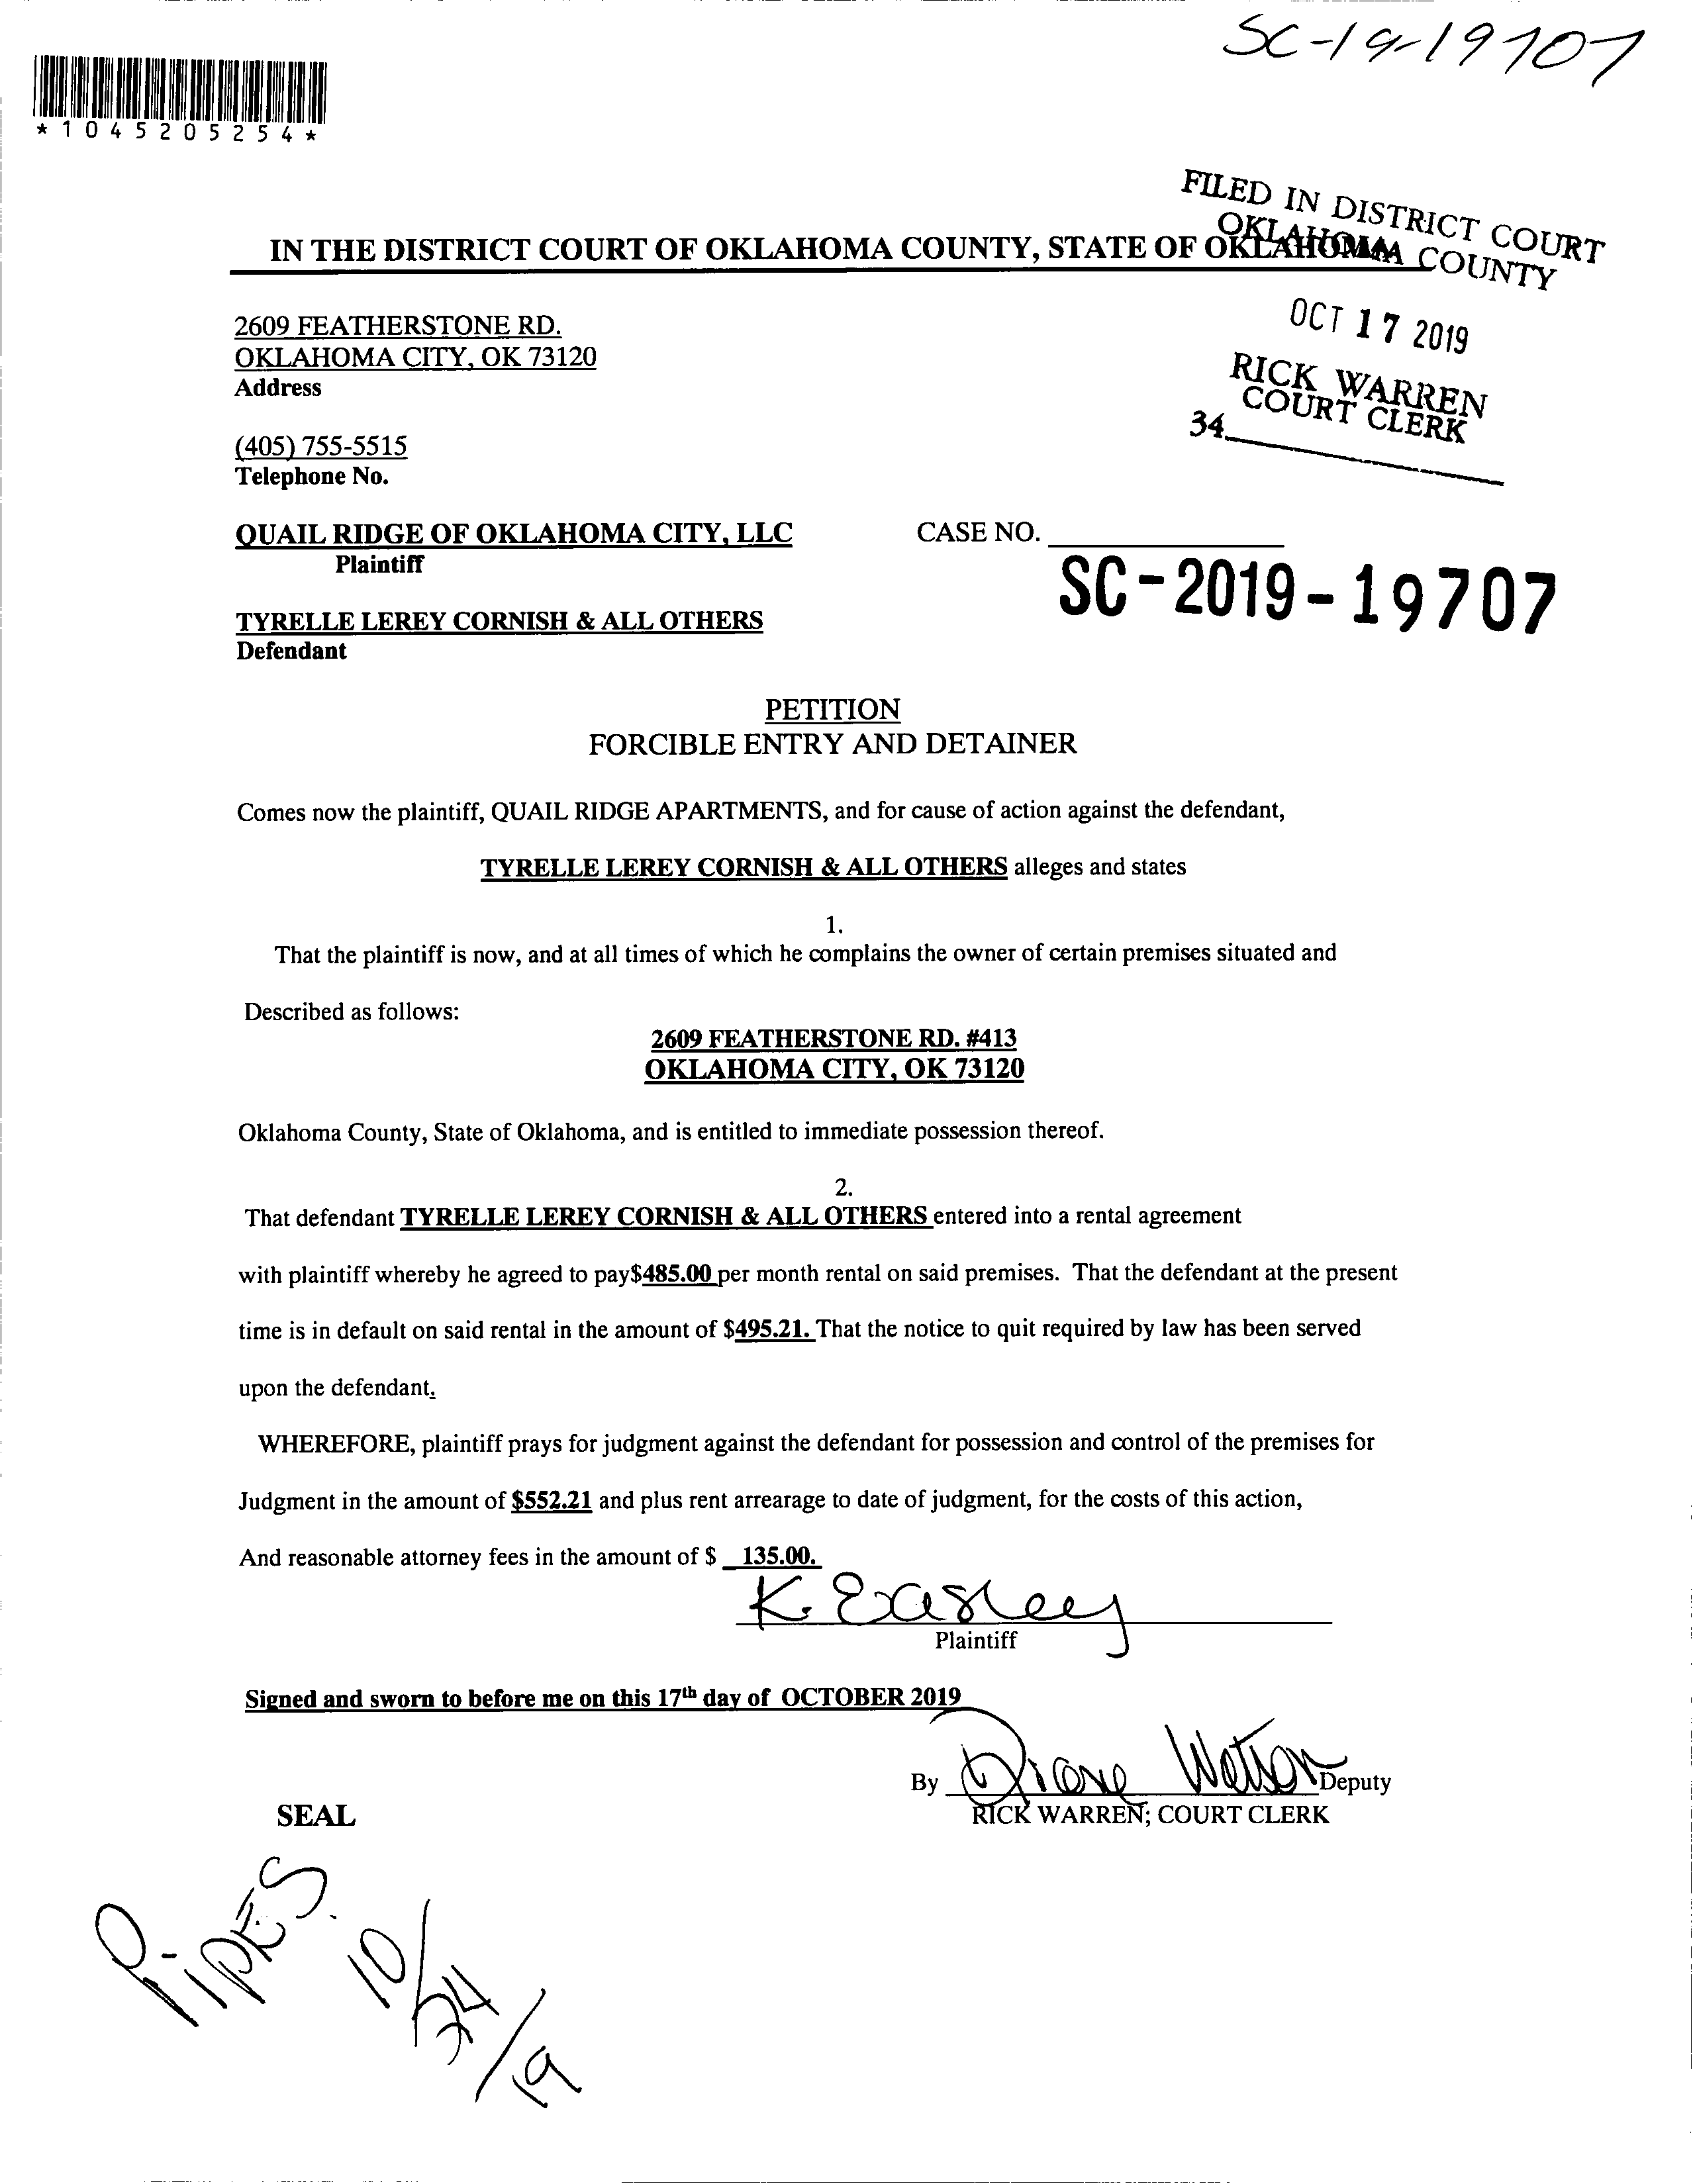 SC-19-19707
*1045205254*
FILED IN DISTRICT COURT
OKLAHOMA COUNTY
IN THE DISTRICT COURT OF OKLAHOMA COUNTY, STATE OF OKLAHOMA
OCT 17 2019
RICK WARREN
COURT CLERK
34
2609 FEATHERSTONE RD.
OKLAHOMA CITY, OK 73120
Address
(405) 755-5515
Telephone No.
QUAIL RIDGE OF OKLAHOMA CITY, LLC
Plaintiff
CASE NO.
SC-2019-19707
TYRELLE LEREY CORNISH & ALL OTHERS
Defendant
PETITION
FORCIBLE ENTRY AND DETAINER
Comes now the plaintiff, QUAIL RIDGE APARTMENTS, and for cause of action against the defendant,
TYRELLE LEREY CORNISH & ALL OTHERS alleges and states
1.
That the plaintiff is now, and at all times of which he complains the owner of certain premises situated and
Described as follows:
2609 FEATHERSTONE RD. #413
OKLAHOMA CITY, OK 73120
Oklahoma County, State of Oklahoma, and is entitled to immediate possession thereof.
2.
That defendant TYRELLE LEREY CORNISH & ALL OTHERS entered into a rental agreement
with plaintiff whereby he agreed to pay$485.00 per month rental on said premises. That the defendant at the present
time is in default on said rental in the amount of $495.21. That the notice to quit required by law has been served
upon the defendant.
WHEREFORE, plaintiff prays for judgment against the defendant for possession and control of the premises for
Judgment in the amount of $552.21 and plus rent arrearage to date of judgment, for the costs of this action,
And reasonable attorney fees in the amount of $ 135.00.
K. Easley
Plaintiff
Signed and sworn to before me on this 17th day of OCTOBER 2019
By Diane Watson Deputy
RICK WARREN; COURT CLERK
SEAL
10/24/19